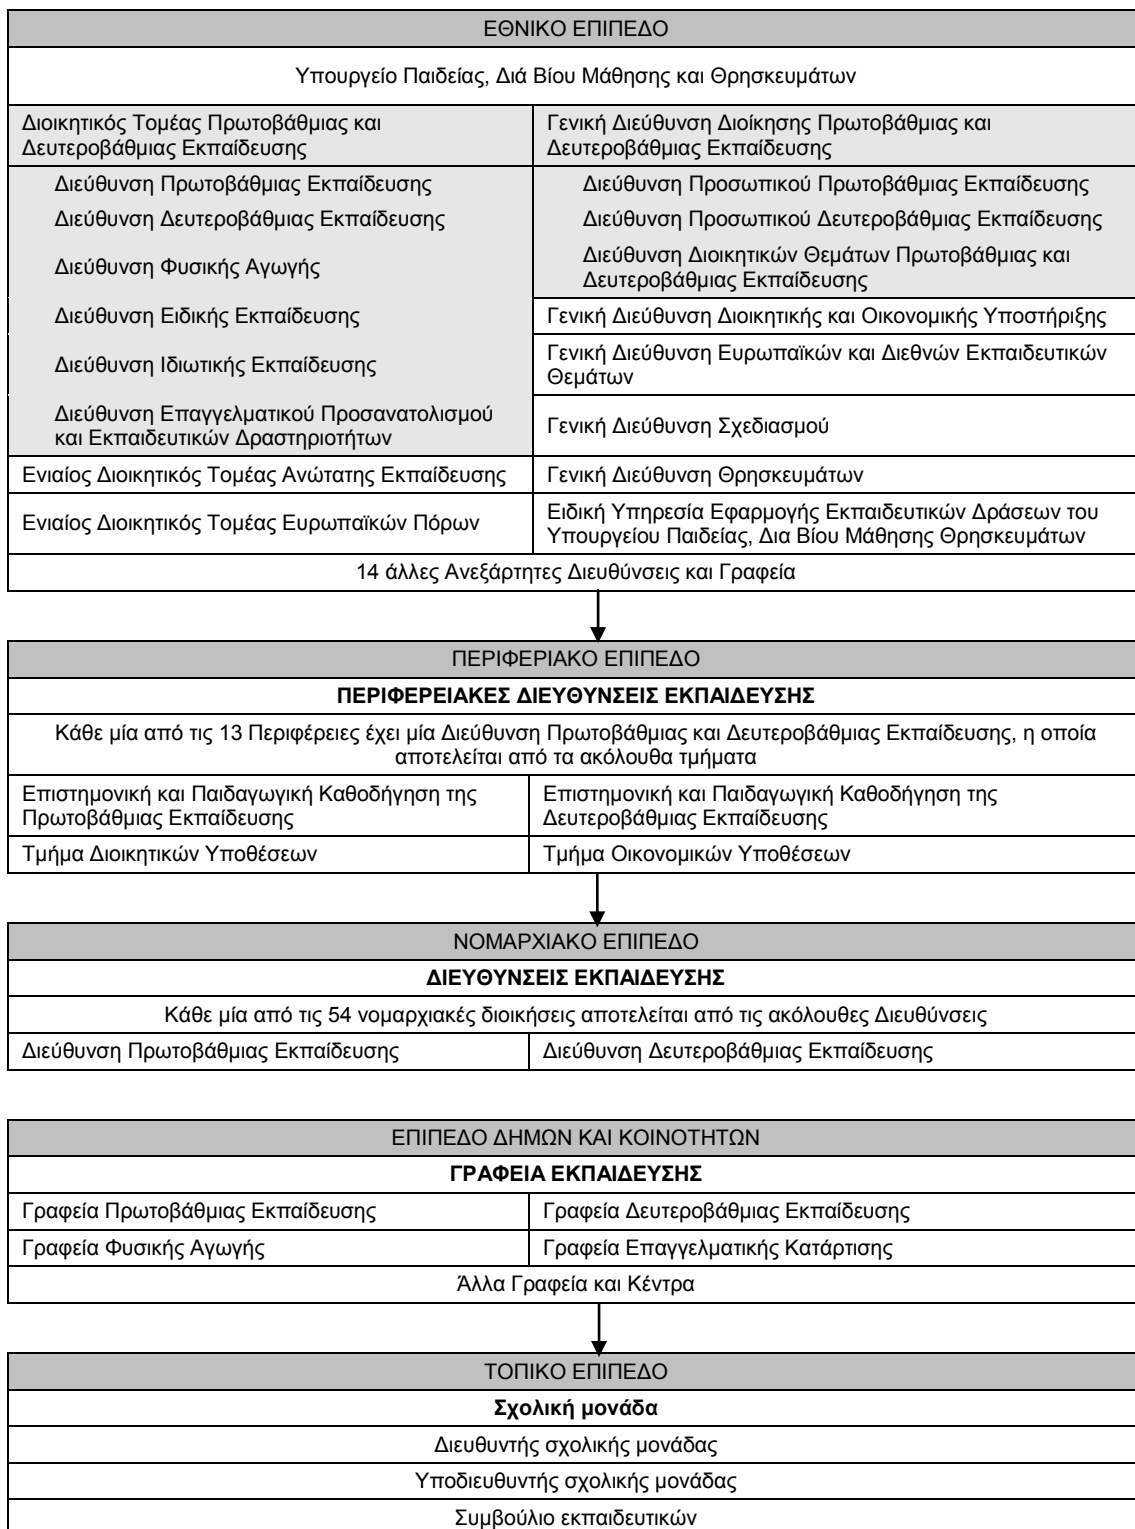 ΕΘΝΙΚΟ ΕΠΙΠΕΔΟ
Υπουργείο Παιδείας, Διά Βίου Μάθησης και Θρησκευμάτων
Διοικητικός Τομέας Πρωτοβάθμιας και
Δευτεροβάθμιας Εκπαίδευσης
Γενική Διεύθυνση Διοίκησης Πρωτοβάθμιας και
Δευτεροβάθμιας Εκπαίδευσης
Διεύθυνση Πρωτοβάθμιας Εκπαίδευσης
Διεύθυνση Προσωπικού Πρωτοβάθμιας Εκπαίδευσης
Διεύθυνση Δευτεροβάθμιας Εκπαίδευσης
Διεύθυνση Προσωπικού Δευτεροβάθμιας Εκπαίδευσης
Διεύθυνση Φυσικής Αγωγής
Διεύθυνση Διοικητικών Θεμάτων Πρωτοβάθμιας και
Δευτεροβάθμιας Εκπαίδευσης
Διεύθυνση Ειδικής Εκπαίδευσης
Γενική Διεύθυνση Διοικητικής και Οικονομικής Υποστήριξης
Διεύθυνση Ιδιωτικής Εκπαίδευσης
Γενική Διεύθυνση Ευρωπαϊκών και Διεθνών Εκπαιδευτικών
Θεμάτων
Διεύθυνση Επαγγελματικού Προσανατολισμού
και Εκπαιδευτικών Δραστηριοτήτων
Γενική Διεύθυνση Σχεδιασμού
Ενιαίος Διοικητικός Τομέας Ανώτατης Εκπαίδευσης
Γενική Διεύθυνση Θρησκευμάτων
Ενιαίος Διοικητικός Τομέας Ευρωπαϊκών Πόρων
Ειδική Υπηρεσία Εφαρμογής Εκπαιδευτικών Δράσεων του
Υπουργείου Παιδείας, Δια Βίου Μάθησης Θρησκευμάτων
14 άλλες Ανεξάρτητες Διευθύνσεις και Γραφεία
ΠΕΡΙΦΕΡΙΑΚΟ ΕΠΙΠΕΔΟ
ΠΕΡΙΦΕΡΕΙΑΚΕΣ ΔΙΕΥΘΥΝΣΕΙΣ ΕΚΠΑΙΔΕΥΣΗΣ
Κάθε μία από τις 13 Περιφέρειες έχει μία Διεύθυνση Πρωτοβάθμιας και Δευτεροβάθμιας Εκπαίδευσης, η οποία
αποτελείται από τα ακόλουθα τμήματα
Επιστημονική και Παιδαγωγική Καθοδήγηση της
Πρωτοβάθμιας Εκπαίδευσης
Επιστημονική και Παιδαγωγική Καθοδήγηση της
Δευτεροβάθμιας Εκπαίδευσης
Τμήμα Διοικητικών Υποθέσεων
Τμήμα Οικονομικών Υποθέσεων
ΝΟΜΑΡΧΙΑΚΟ ΕΠΙΠΕΔΟ
ΔΙΕΥΘΥΝΣΕΙΣ ΕΚΠΑΙΔΕΥΣΗΣ
Κάθε μία από τις 54 νομαρχιακές διοικήσεις αποτελείται από τις ακόλουθες Διευθύνσεις
Διεύθυνση Πρωτοβάθμιας Εκπαίδευσης
Διεύθυνση Δευτεροβάθμιας Εκπαίδευσης
ΕΠΙΠΕΔΟ ΔΗΜΩΝ ΚΑΙ ΚΟΙΝΟΤΗΤΩΝ
ΓΡΑΦΕΙΑ ΕΚΠΑΙΔΕΥΣΗΣ
Γραφεία Πρωτοβάθμιας Εκπαίδευσης
Γραφεία Δευτεροβάθμιας Εκπαίδευσης
Γραφεία Φυσικής Αγωγής
Γραφεία Επαγγελματικής Κατάρτισης
Άλλα Γραφεία και Κέντρα
ΤΟΠΙΚΟ ΕΠΙΠΕΔΟ
Σχολική μονάδα
Διευθυντής σχολικής μονάδας
Υποδιευθυντής σχολικής μονάδας
Συμβούλιο εκπαιδευτικών